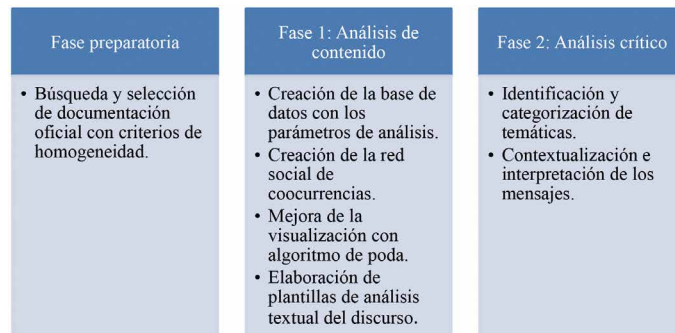 Fase preparatoria
• Búsqueda y selección
de documentación
oficial con criterios de
homogeneidad.
Fase 1: Análisis de
contenido
• Creación de la base de
datos con los
parámetros de análisis.
• Creación de la red
social de
coocurrencias.
• Mejora de la
visualización con
algoritmo de poda.
• Elaboración de
plantillas de análisis
textual del discurso.
Fase 2: Análisis crítico
• Identificación y
categorización de
temáticas.
• Contextualización e
interpretación de los
mensajes.